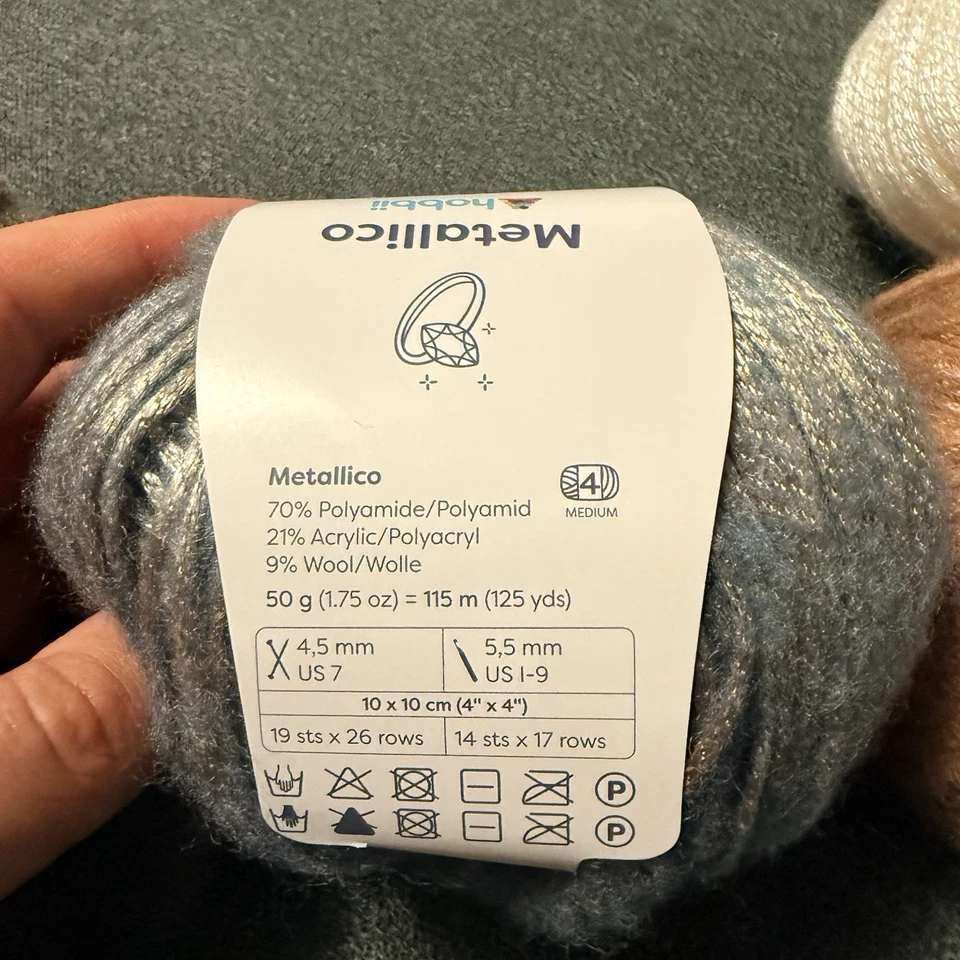 hobbii
Metallico
Metallico
70% Polyamide/Polyamid
21% Acrylic/Polyacryl
9% Wool/Wolle
4
MEDIUM
50 g (1.75 oz) = 115 m (125 yds)
4,5 mm
US 7
5,5 mm
US I-9
10 x 10 cm (4" x 4")
19 sts x 26 rows
14 sts x 17 rows
P
P